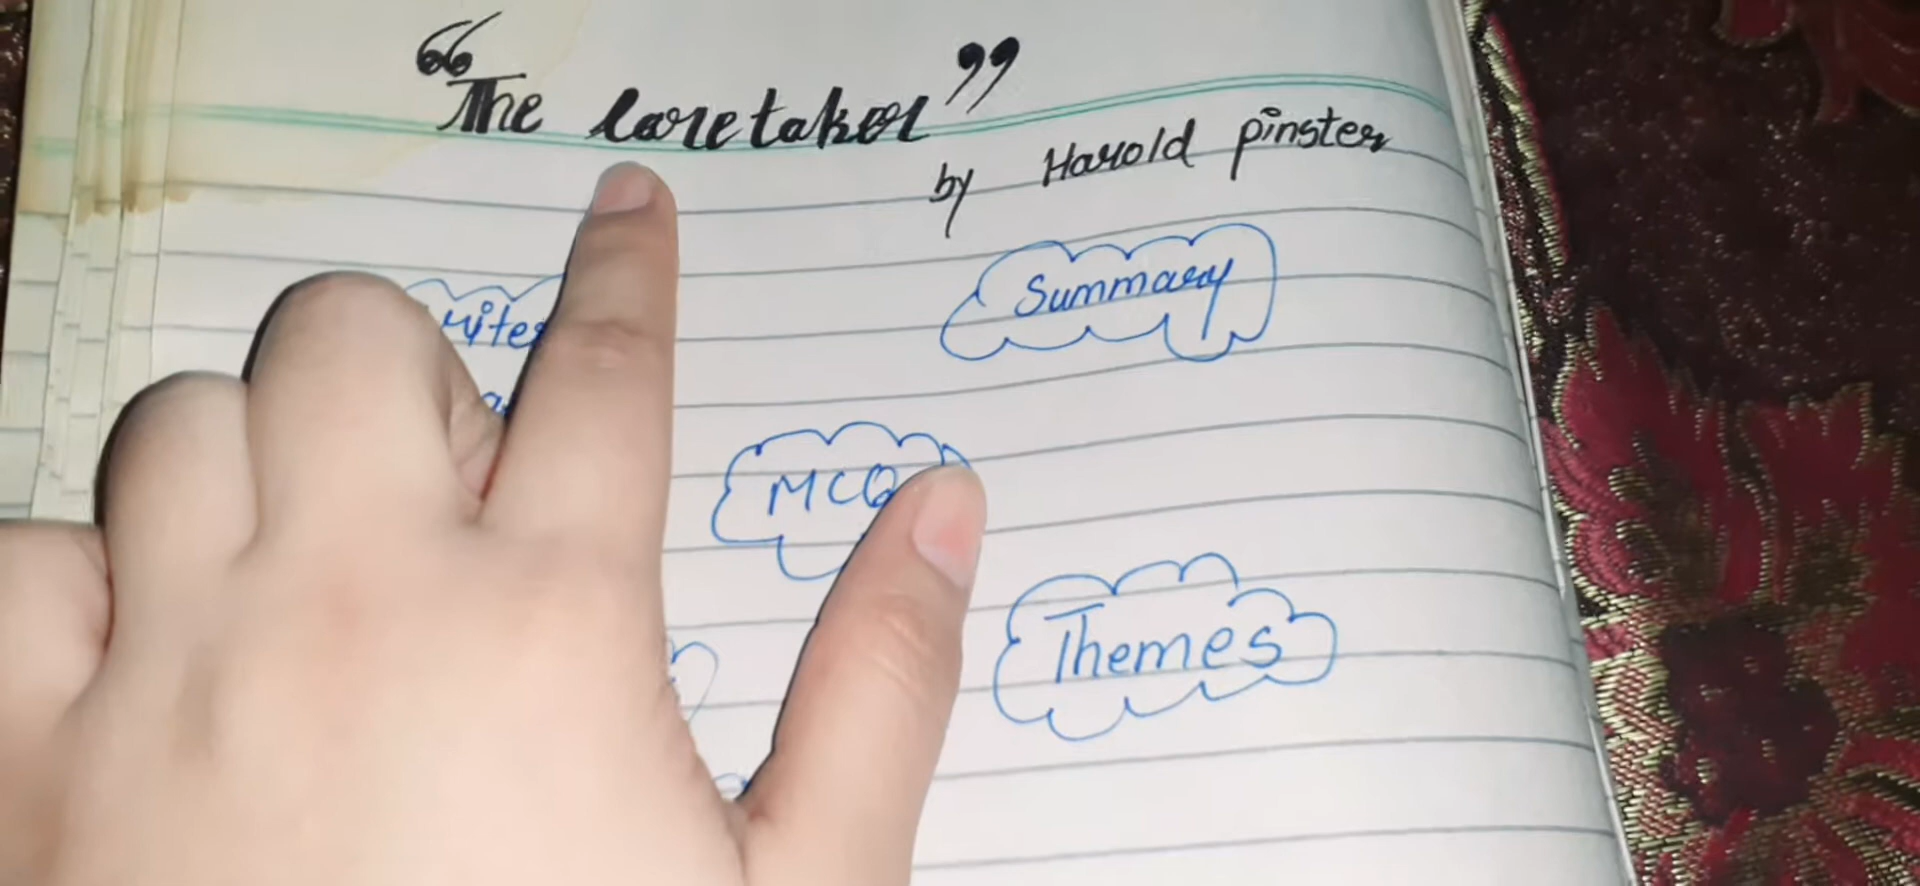 “The Caretaker”
by Harold pinster
Summary
MCQ
Themes